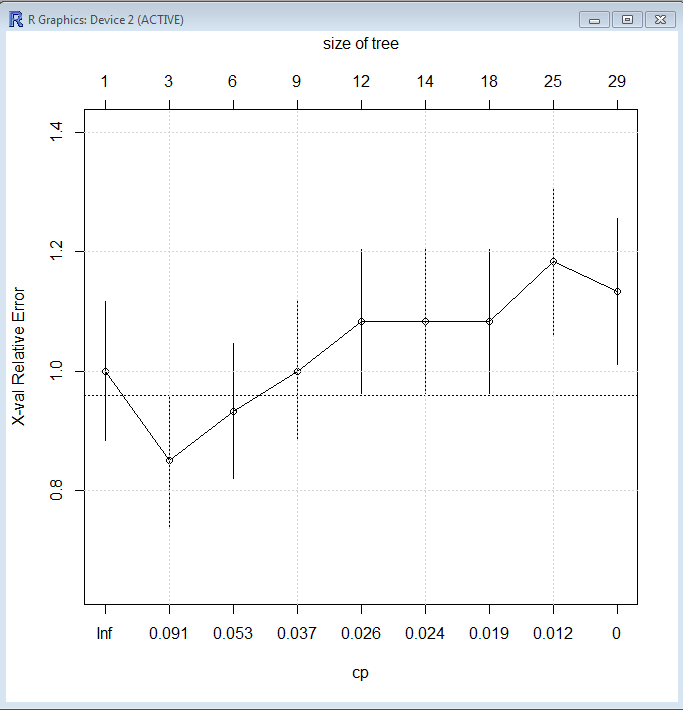 R Graphics: Device 2 (ACTIVE)
size of tree
1 3 6 9 12 14 18 25 29
1.4
1.2
1.0
0.8
X-val Relative Error
Inf 0.091 0.053 0.037 0.026 0.024 0.019 0.012 0
cp